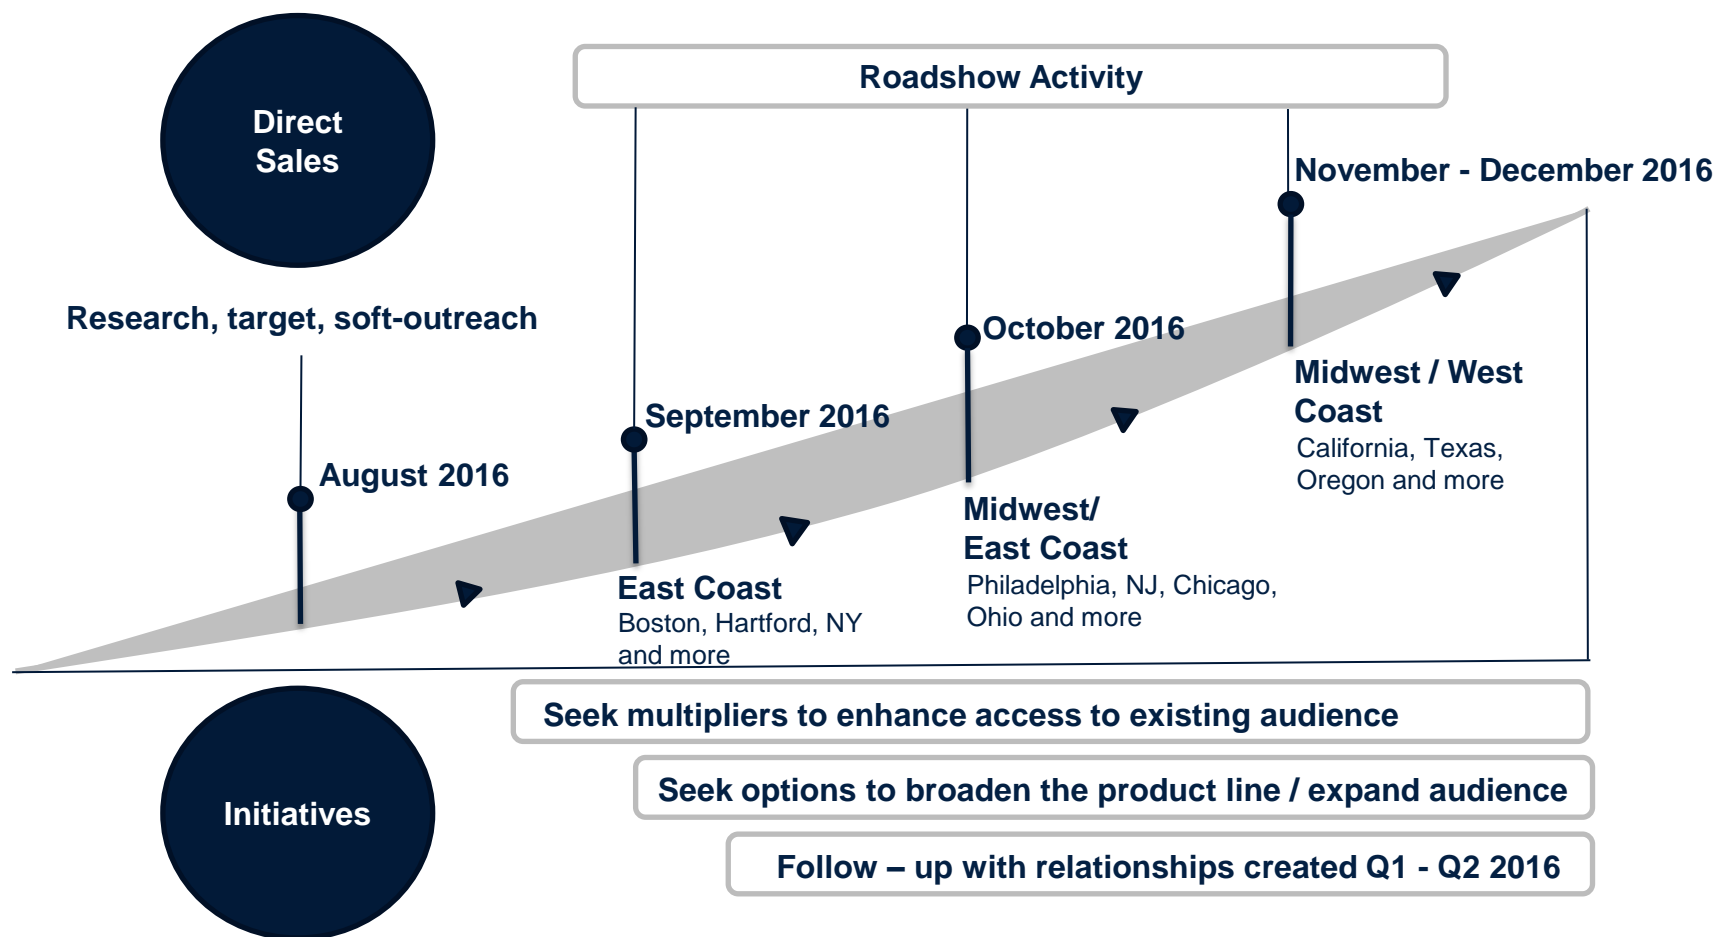 Direct
Sales
Roadshow Activity
November - December 2016
Research, target, soft-outreach
October 2016
September 2016
August 2016
Midwest / West
Coast
California, Texas,
Oregon and more
Midwest/
East Coast
Philadelphia, NJ, Chicago,
Ohio and more
East Coast
Boston, Hartford, NY
and more
Initiatives
Seek multipliers to enhance access to existing audience
Seek options to broaden the product line / expand audience
Follow – up with relationships created Q1 - Q2 2016